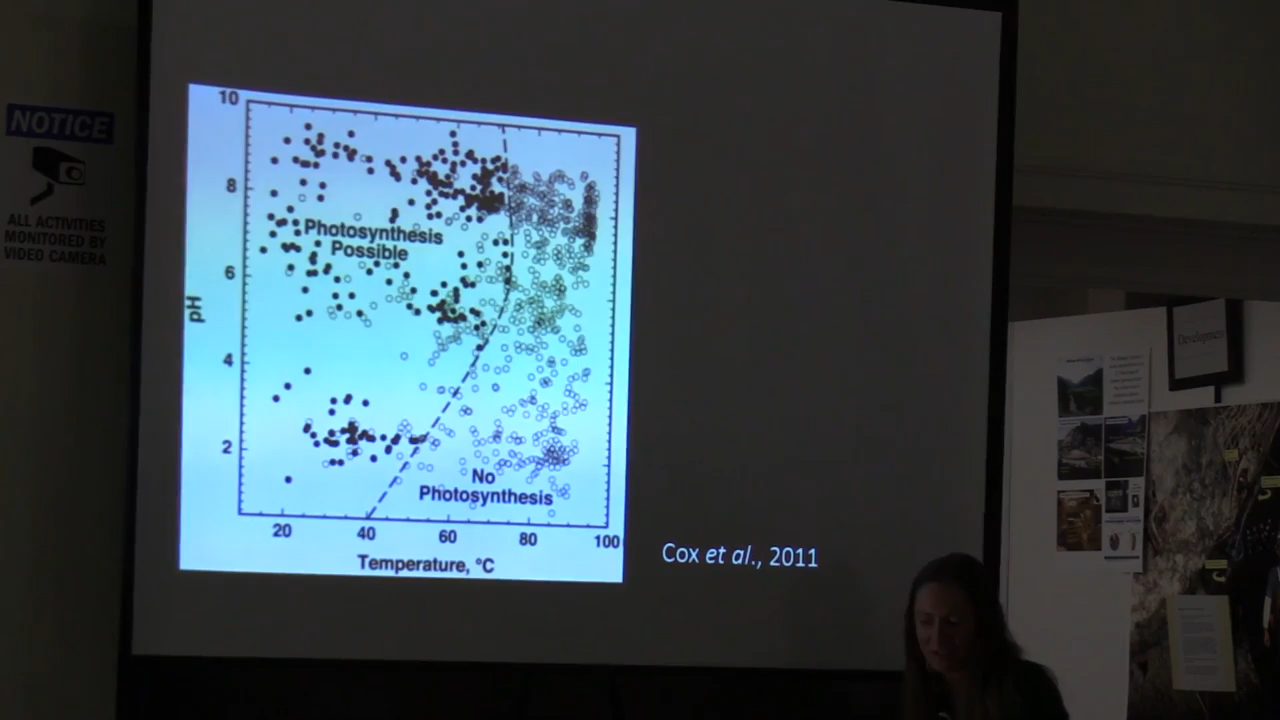 NOTICE
ALL ACTIVITIES
MONITORED BY
VIDEO CAMERA
10
8
6
4
2
pH
Photosynthesis
Possible
No
Photosynthesis
20
40
60
80
100
Temperature, °C
Cox et al., 2011
Development